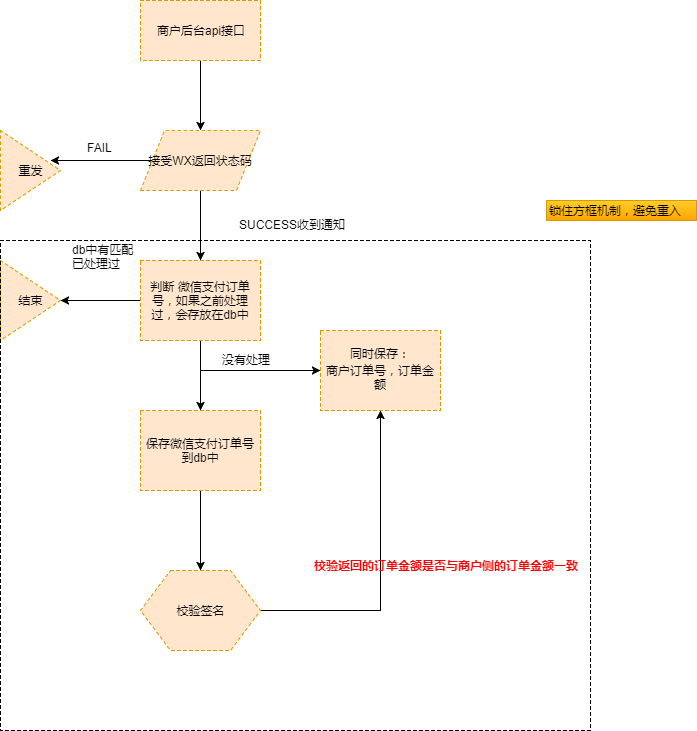 商户后台api接口
FAIL
接受WX返回状态码
重发
锁住方框机制，避免重入
SUCCESS收到通知
db中有匹配
已处理过
判断 微信支付订单
号，如果之前处理
过，会存放在db中
结束
没有处理
同时保存：
商户订单号，订单金
额
保存微信支付订单号
到db中
校验返回的订单金额是否与商户侧的订单金额一致
校验签名